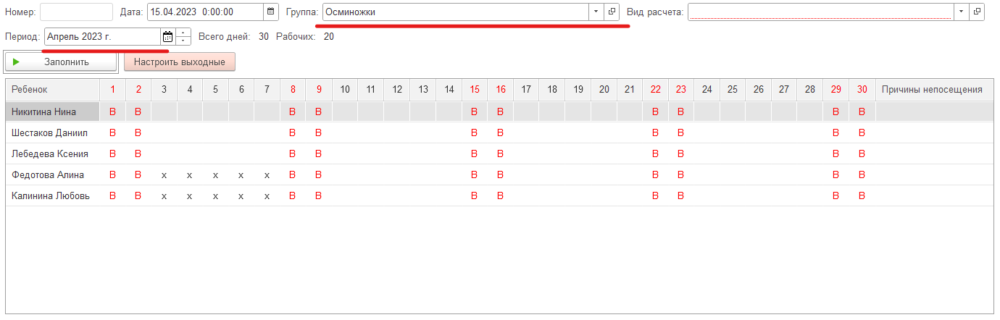 Номер: Дата: 15.04.2023 0:00:00 Группа: Осминожки Вид расчета:
Период: Апрель 2023 г. Всего дней: 30 Рабочих: 20
Заполнить Настроить выходные
Ребенок 1 2 3 4 5 6 7 8 9 10 11 12 13 14 15 16 17 18 19 20 21 22 23 24 25 26 27 28 29 30 Причины непосещения
Никитина Нина В В В В В В В В В В
Шестаков Даниил В В В В В В В В В В
Лебедева Ксения В В В В В В В В В В
Федотова Алина В В х х х х х В В В В В В В В
Калинина Любовь В В х х х х х В В В В В В В В